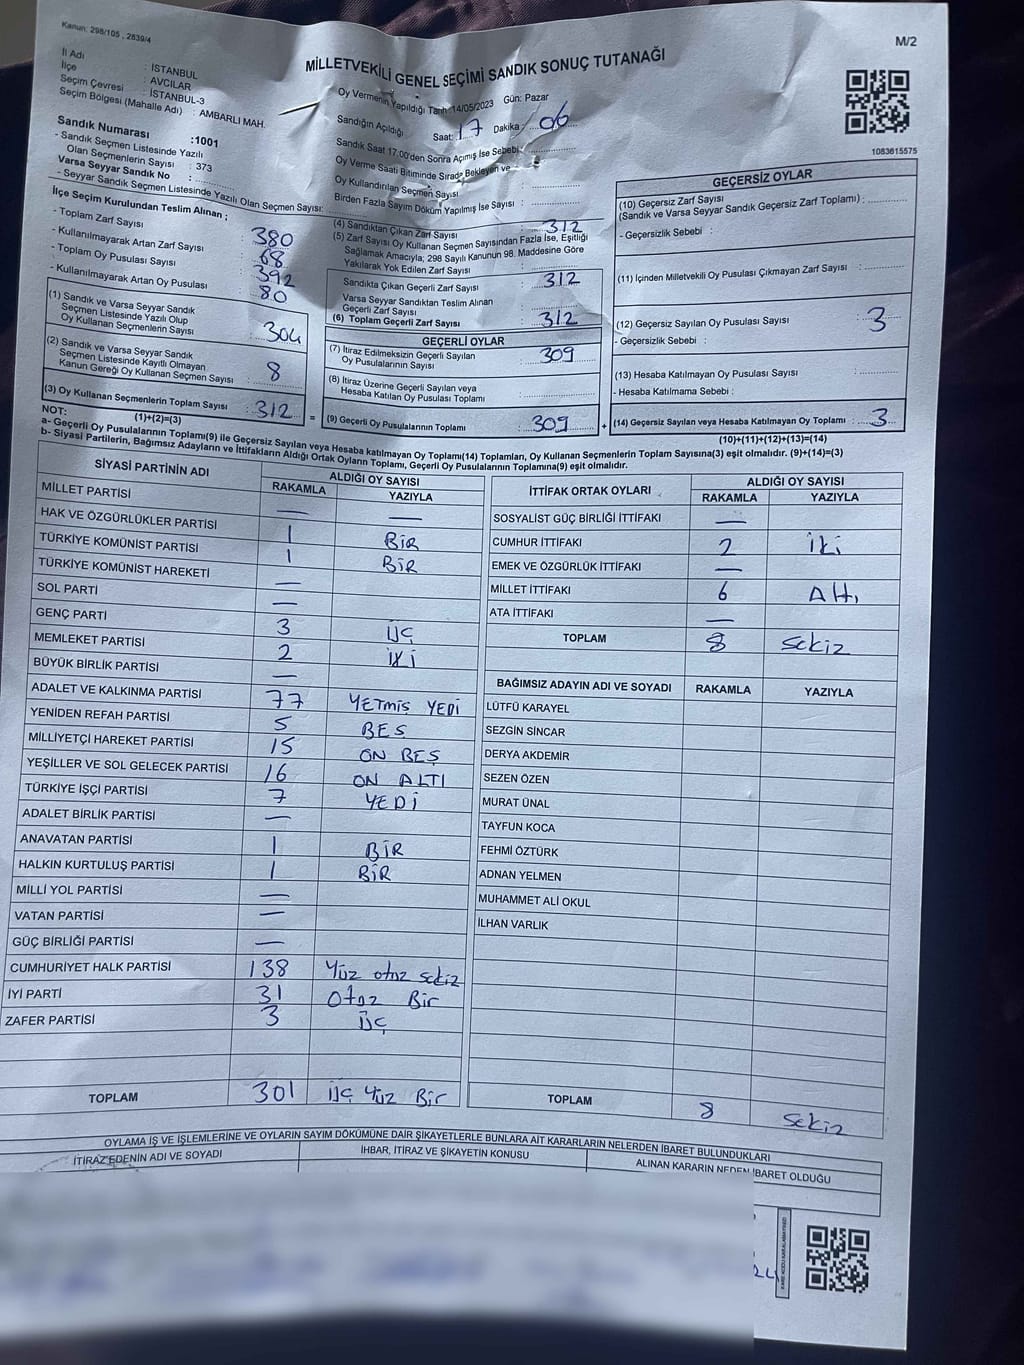 Kanun: 298/105 , 2839/4
M/2
MİLLETVEKİLİ GENEL SEÇİMİ SANDIK SONUÇ TUTANAĞI
İl Adı : İSTANBUL
İlçe : AVCILAR
Seçim Çevresi : İSTANBUL-3
Seçim Bölgesi (Mahalle Adı) : AMBARLI MAH.
Sandık Numarası :1001
- Sandık Seçmen Listesinde Yazılı
Olan Seçmenlerin Sayısı : 373
Varsa Seyyar Sandık No :
- Seyyar Sandık Seçmen Listesinde Yazılı Olan Seçmen Sayısı:
Oy Vermenin Yapıldığı Tarih:14/05/2023 Gün: Pazar
Sandığın Açıldığı Saat: 17 Dakika: 06
Sandık Saat 17.00'den Sonra Açımış İse Sebebi:
Oy Verme Saati Bitiminde Sırada Bekleyen ve
Oy Kullandırılan Seçmen Sayısı :
Birden Fazla Sayım Döküm Yapılmış İse Sayısı :
1083615575
İlçe Seçim Kurulundan Teslim Alınan ;
- Toplam Zarf Sayısı : 380
- Kullanılmayarak Artan Zarf Sayısı : 68
- Toplam Oy Pusulası Sayısı : 392
- Kullanılmayarak Artan Oy Pusulası : 80
(1) Sandık ve Varsa Seyyar Sandık
Seçmen Listesinde Yazılı Olup
Oy Kullanan Seçmenlerin Sayısı : 304
(2) Sandık ve Varsa Seyyar Sandık
Seçmen Listesinde Kayıtlı Olmayan
Kanun Gereği Oy Kullanan Seçmen Sayısı : 8
(3) Oy Kullanan Seçmenlerin Toplam Sayısı : 312
(1)+(2)=(3)
(4) Sandıktan Çıkan Zarf Sayısı : 312
(5) Zarf Sayısı Oy Kullanan Seçmen Sayısından Fazla İse, Eşitliği
Sağlamak Amacıyla; 298 Sayılı Kanunun 98. Maddesine Göre
Yakılarak Yok Edilen Zarf Sayısı :
Sandıkta Çıkan Geçerli Zarf Sayısı : 312
Varsa Seyyar Sandıktan Teslim Alınan
Geçerli Zarf Sayısı :
(6) Toplam Geçerli Zarf Sayısı : 312
GEÇERLİ OYLAR
(7) İtiraz Edilmeksizin Geçerli Sayılan
Oy Pusulalarının Sayısı : 309
(8) İtiraz Üzerine Geçerli Sayılan veya
Hesaba Katılan Oy Pusulası Toplamı :
= (9) Geçerli Oy Pusulalarının Toplamı : 309
GEÇERSİZ OYLAR
(10) Geçersiz Zarf Sayısı
(Sandık ve Varsa Seyyar Sandık Geçersiz Zarf Toplamı) :
- Geçersizlik Sebebi :
(11) İçinden Milletvekili Oy Pusulası Çıkmayan Zarf Sayısı :
(12) Geçersiz Sayılan Oy Pusulası Sayısı : 3
- Geçersizlik Sebebi :
(13) Hesaba Katılmayan Oy Pusulası Sayısı :
- Hesaba Katılmama Sebebi :
+ (14) Geçersiz Sayılan veya Hesaba Katılmayan Oy Toplamı : 3
(10)+(11)+(12)+(13)=(14)
NOT:
a- Geçerli Oy Pusulalarının Toplamı(9) ile Geçersiz Sayılan veya Hesaba katılmayan Oy Toplamı(14) Toplamları, Oy Kullanan Seçmenlerin Toplam Sayısına(3) eşit olmalıdır. (9)+(14)=(3)
b- Siyasi Partilerin, Bağımsız Adayların ve İttifakların Aldığı Ortak Oyların Toplamı, Geçerli Oy Pusulalarının Toplamına(9) eşit olmalıdır.
SİYASİ PARTİNİN ADI ALDIĞI OY SAYISI
RAKAMLA YAZIYLA
MİLLET PARTİSİ — —
HAK VE ÖZGÜRLÜKLER PARTİSİ 1 BİR
TÜRKİYE KOMÜNİST PARTİSİ 1 BİR
TÜRKİYE KOMÜNİST HAREKETİ —
SOL PARTİ —
GENÇ PARTİ 3 ÜÇ
MEMLEKET PARTİSİ 2 İKİ
BÜYÜK BİRLİK PARTİSİ —
ADALET VE KALKINMA PARTİSİ 77 YETMİŞ YEDİ
YENİDEN REFAH PARTİSİ 5 BEŞ
MİLLİYETÇİ HAREKET PARTİSİ 15 ON BEŞ
YEŞİLLER VE SOL GELECEK PARTİSİ 16 ON ALTI
TÜRKİYE İŞÇİ PARTİSİ 7 YEDİ
ADALET BİRLİK PARTİSİ —
ANAVATAN PARTİSİ 1 BİR
HALKIN KURTULUŞ PARTİSİ 1 BİR
MİLLİ YOL PARTİSİ —
VATAN PARTİSİ —
GÜÇ BİRLİĞİ PARTİSİ —
CUMHURİYET HALK PARTİSİ 138 Yüz otuz sekiz
İYİ PARTİ 31 Otuz Bir
ZAFER PARTİSİ 3 ÜÇ
TOPLAM 301 Üç Yüz Bir
İTTİFAK ORTAK OYLARI ALDIĞI OY SAYISI
RAKAMLA YAZIYLA
SOSYALİST GÜÇ BİRLİĞİ İTTİFAKI —
CUMHUR İTTİFAKI 2 İki
EMEK VE ÖZGÜRLÜK İTTİFAKI —
MİLLET İTTİFAKI 6 Altı
ATA İTTİFAKI —
TOPLAM 8 Sekiz
BAĞIMSIZ ADAYIN ADI VE SOYADI RAKAMLA YAZIYLA
LÜTFÜ KARAYEL
SEZGİN SİNCAR
DERYA AKDEMİR
SEZEN ÖZEN
MURAT ÜNAL
TAYFUN KOCA
FEHMİ ÖZTÜRK
ADNAN YELMEN
MUHAMMET ALİ OKUL
İLHAN VARLIK
TOPLAM 8 Sekiz
OYLAMA İŞ VE İŞLEMLERİNE VE OYLARIN SAYIM DÖKÜMÜNE DAİR ŞİKAYETLERLE BUNLARA AİT KARARLARIN NELERDEN İBARET BULUNDUKLARI
İTİRAZ EDENİN ADI VE SOYADI İHBAR, İTİRAZ VE ŞİKAYETİN KONUSU ALINAN KARARIN NEDEN İBARET OLDUĞU